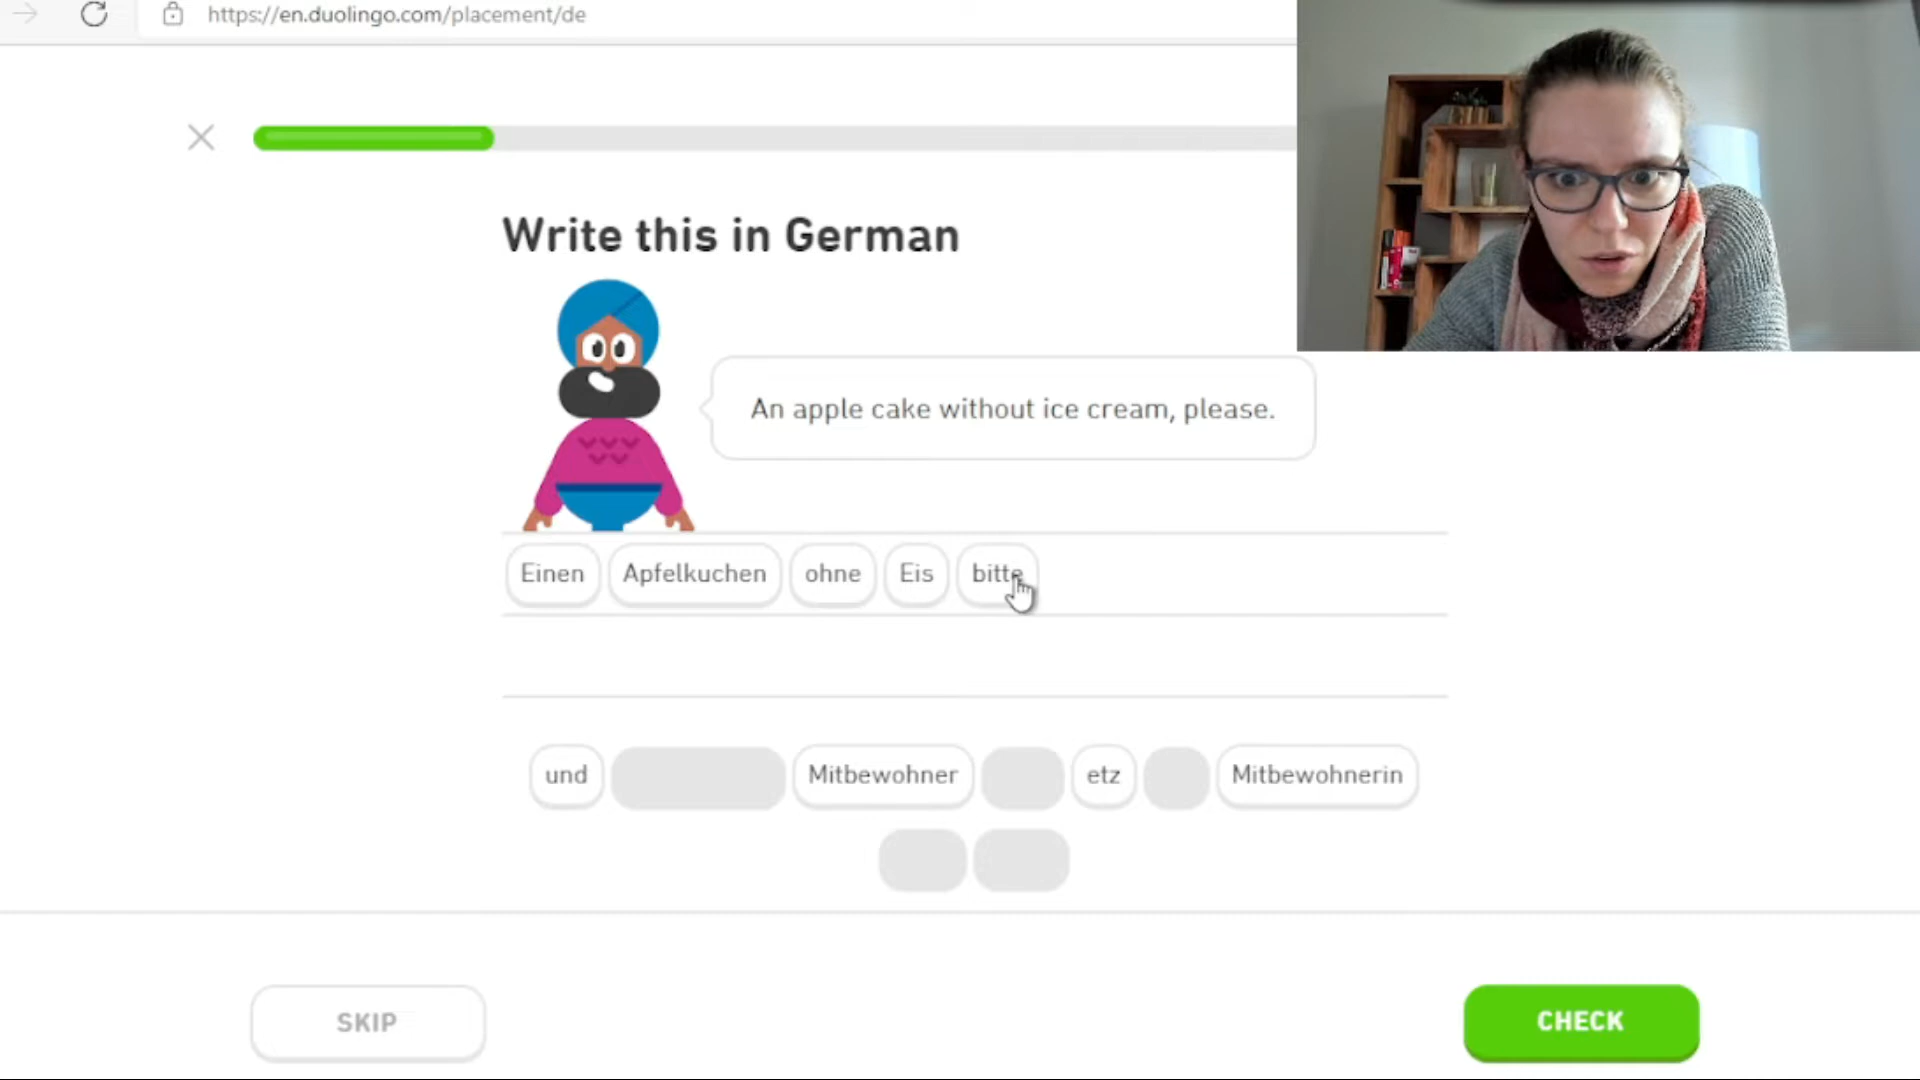 https://en.duolingo.com/placement/de
Write this in German
An apple cake without ice cream, please.
Einen Apfelkuchen ohne Eis bitte
und Mitbewohner etz Mitbewohnerin
SKIP CHECK